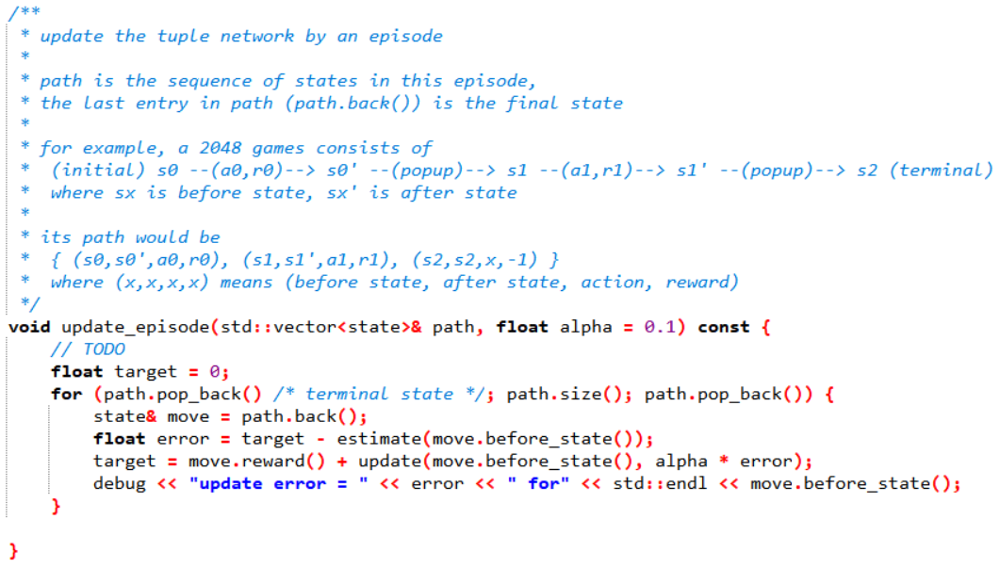 /**
 * update the tuple network by an episode
 *
 * path is the sequence of states in this episode,
 * the last entry in path (path.back()) is the final state
 *
 * for example, a 2048 games consists of
 *  (initial) s0 --(a0,r0)--> s0' --(popup)--> s1 --(a1,r1)--> s1' --(popup)--> s2 (terminal)
 *  where sx is before state, sx' is after state
 *
 * its path would be
 *  { (s0,s0',a0,r0), (s1,s1',a1,r1), (s2,s2,x,-1) }
 *  where (x,x,x,x) means (before state, after state, action, reward)
 */
void update_episode(std::vector<state>& path, float alpha = 0.1) const {
    // TODO
    float target = 0;
    for (path.pop_back() /* terminal state */; path.size(); path.pop_back()) {
        state& move = path.back();
        float error = target - estimate(move.before_state());
        target = move.reward() + update(move.before_state(), alpha * error);
        debug << "update error = " << error << " for" << std::endl << move.before_state();
    }

}